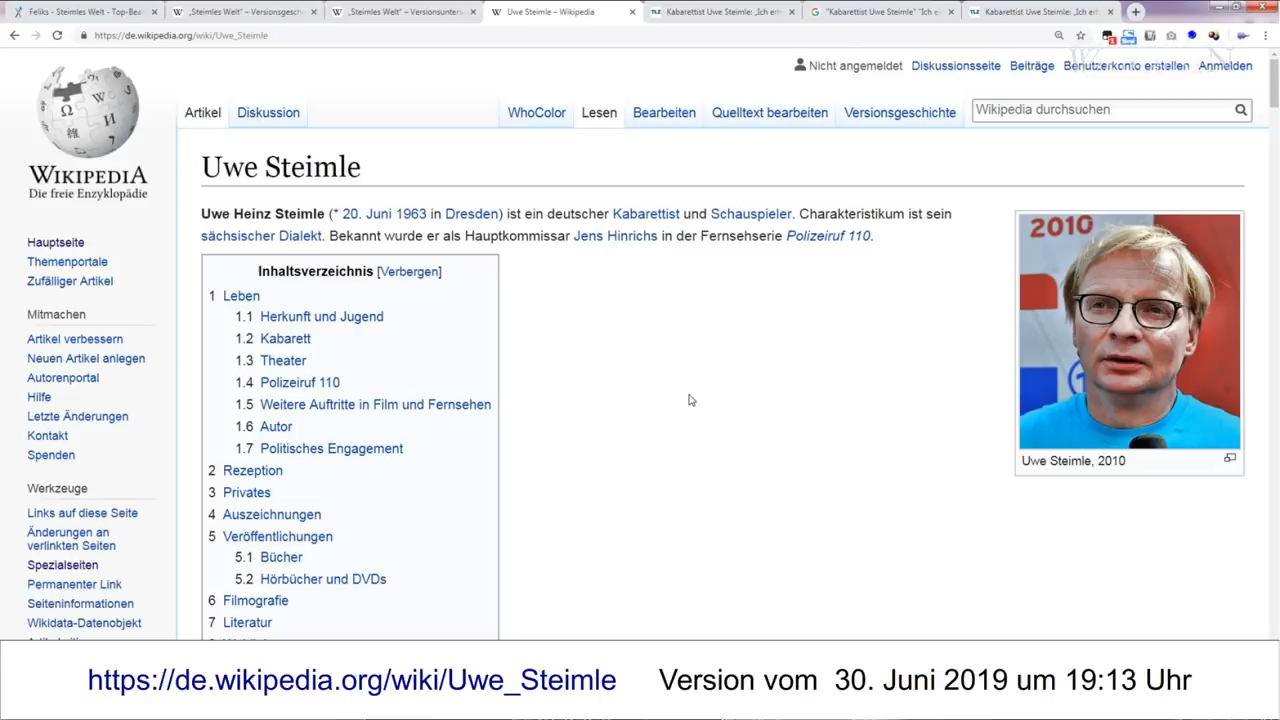 Feliks - Steimles Welt - Top-Bea
„Steimles Welt“ – Versionsgesch
„Steimles Welt“ – Versionsunter
Uwe Steimle – Wikipedia
Kabarettist Uwe Steimle: „Ich er
"Kabarettist Uwe Steimle" "Ich e
Kabarettist Uwe Steimle: „Ich er
https://de.wikipedia.org/wiki/Uwe_Steimle
Nicht angemeldet Diskussionsseite Beiträge Benutzerkonto erstellen Anmelden
Artikel Diskussion WhoColor Lesen Bearbeiten Quelltext bearbeiten Versionsgeschichte Wikipedia durchsuchen
WIKIPEDIA
Die freie Enzyklopädie
Hauptseite
Themenportale
Zufälliger Artikel
Mitmachen
Artikel verbessern
Neuen Artikel anlegen
Autorenportal
Hilfe
Letzte Änderungen
Kontakt
Spenden
Werkzeuge
Links auf diese Seite
Änderungen an
verlinkten Seiten
Spezialseiten
Permanenter Link
Seiteninformationen
Wikidata-Datenobjekt
Uwe Steimle
Uwe Heinz Steimle (* 20. Juni 1963 in Dresden) ist ein deutscher Kabarettist und Schauspieler. Charakteristikum ist sein
sächsischer Dialekt. Bekannt wurde er als Hauptkommissar Jens Hinrichs in der Fernsehserie Polizeiruf 110.
Inhaltsverzeichnis [Verbergen]
1 Leben
1.1 Herkunft und Jugend
1.2 Kabarett
1.3 Theater
1.4 Polizeiruf 110
1.5 Weitere Auftritte in Film und Fernsehen
1.6 Autor
1.7 Politisches Engagement
2 Rezeption
3 Privates
4 Auszeichnungen
5 Veröffentlichungen
5.1 Bücher
5.2 Hörbücher und DVDs
6 Filmografie
7 Literatur
2010
Uwe Steimle, 2010
https://de.wikipedia.org/wiki/Uwe_Steimle Version vom 30. Juni 2019 um 19:13 Uhr